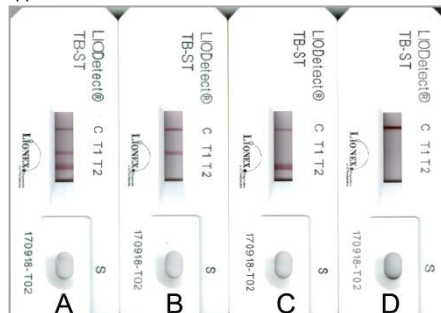 LIODetect®
TB-ST
C T1 T2
LIONEX
S
170918-T02
A
LIODetect®
TB-ST
C T1 T2
LIONEX
S
170918-T02
B
LIODetect®
TB-ST
C T1 T2
LIONEX
S
170918-T02
C
LIODetect®
TB-ST
C T1 T2
LIONEX
S
170918-T02
D